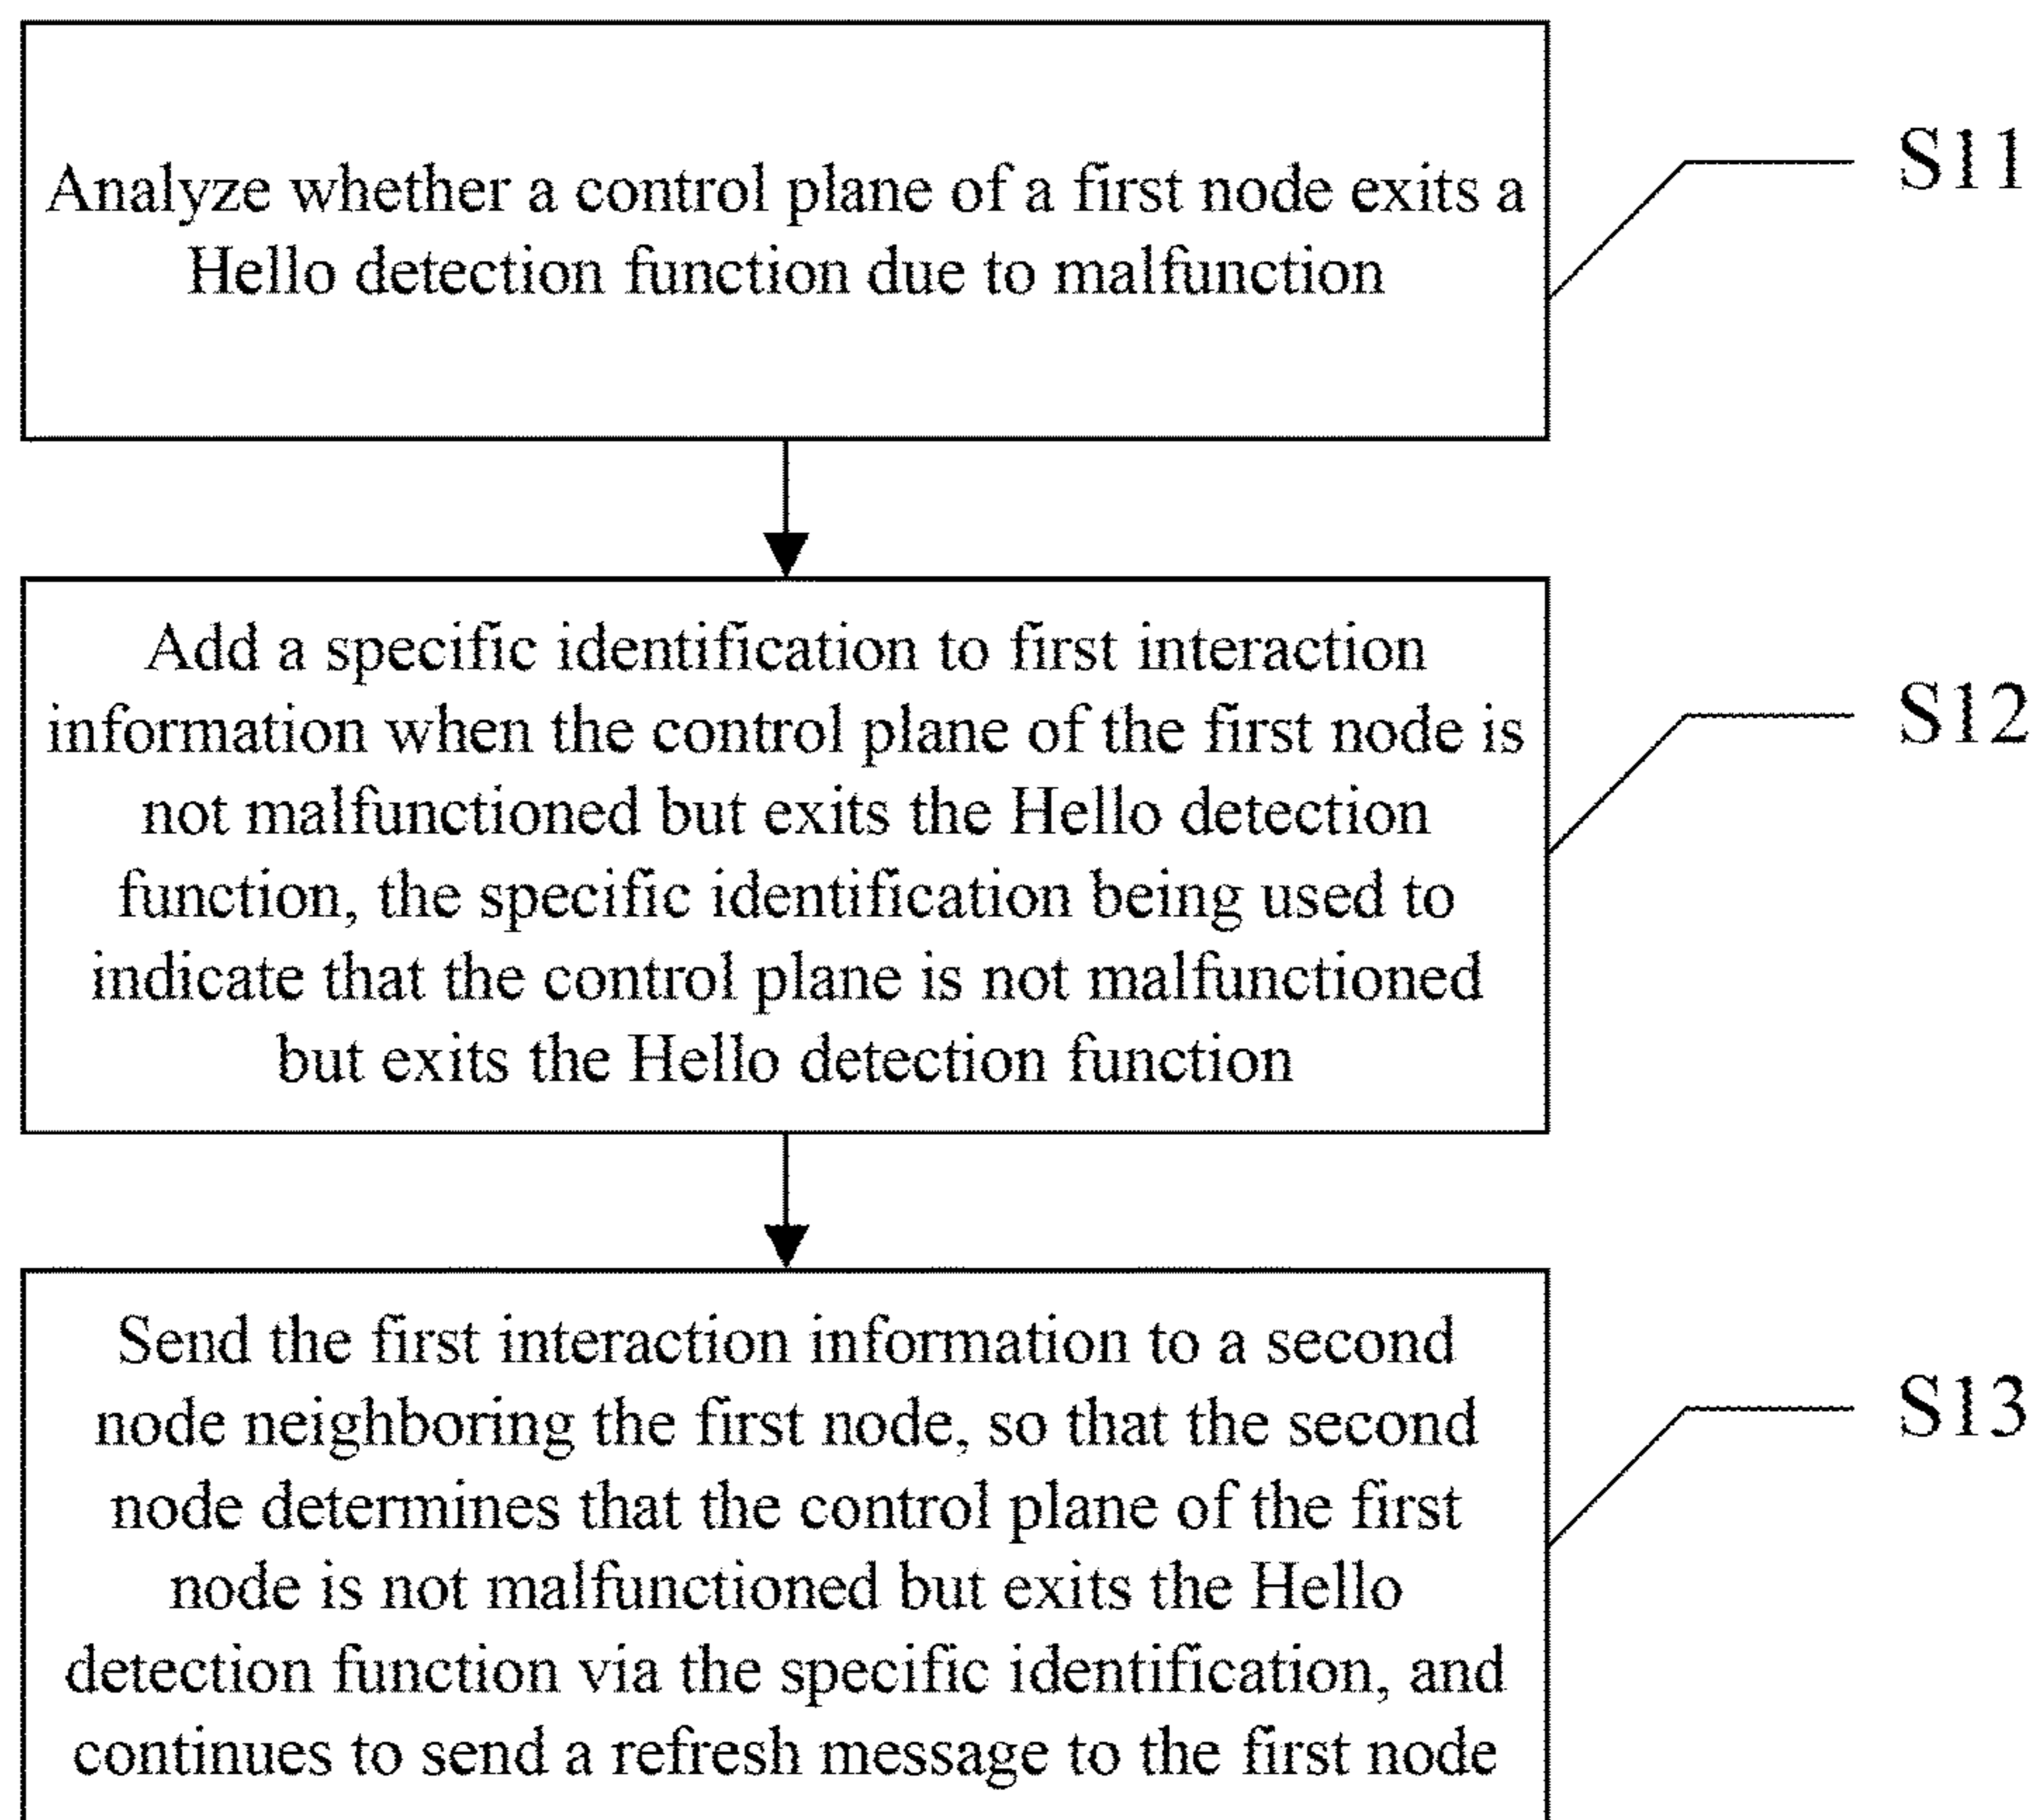 Analyze whether a control plane of a first node exits a
Hello detection function due to malfunction
S11
Add a specific identification to first interaction
information when the control plane of the first node is
not malfunctioned but exits the Hello detection
function, the specific identification being used to
indicate that the control plane is not malfunctioned
but exits the Hello detection function
S12
Send the first interaction information to a second
node neighboring the first node, so that the second
node determines that the control plane of the first
node is not malfunctioned but exits the Hello
detection function via the specific identification, and
continues to send a refresh message to the first node
S13